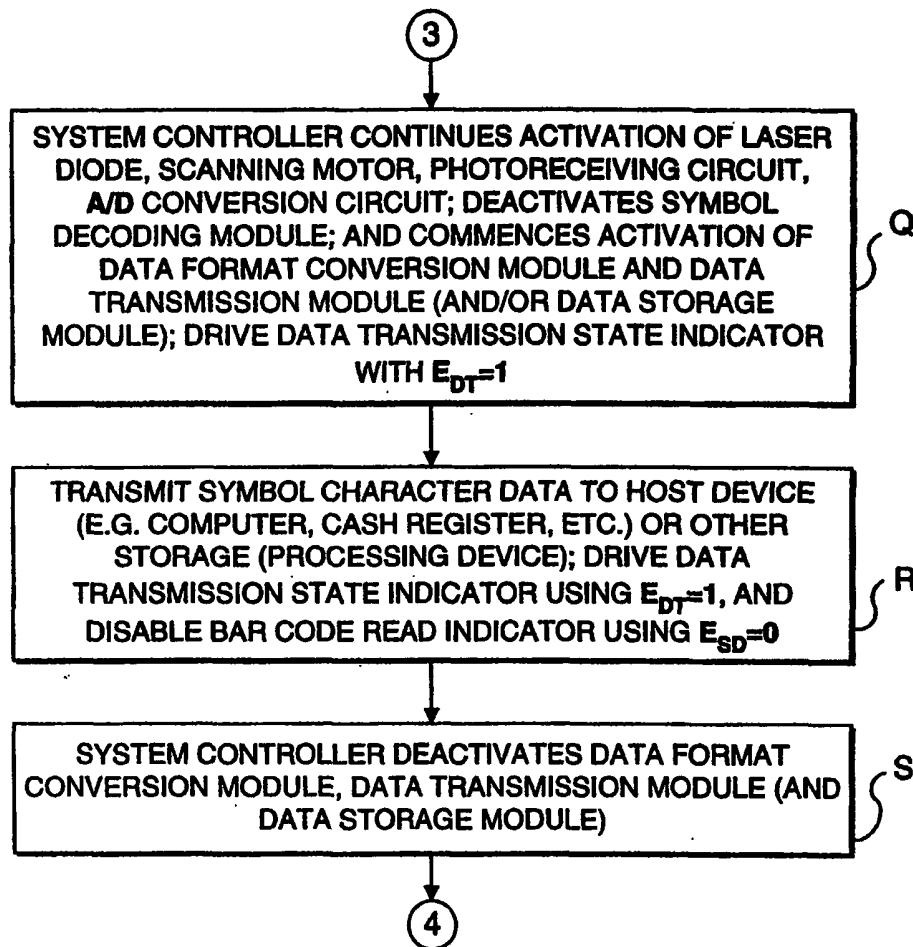 3
SYSTEM CONTROLLER CONTINUES ACTIVATION OF LASER
DIODE, SCANNING MOTOR, PHOTORECEIVING CIRCUIT,
A/D CONVERSION CIRCUIT; DEACTIVATES SYMBOL
DECODING MODULE; AND COMMENCES ACTIVATION OF
DATA FORMAT CONVERSION MODULE AND DATA
TRANSMISSION MODULE (AND/OR DATA STORAGE
MODULE); DRIVE DATA TRANSMISSION STATE INDICATOR
WITH E_DT=1
Q
TRANSMIT SYMBOL CHARACTER DATA TO HOST DEVICE
(E.G. COMPUTER, CASH REGISTER, ETC.) OR OTHER
STORAGE (PROCESSING DEVICE); DRIVE DATA
TRANSMISSION STATE INDICATOR USING E_DT=1, AND
DISABLE BAR CODE READ INDICATOR USING E_SD=0
R
SYSTEM CONTROLLER DEACTIVATES DATA FORMAT
CONVERSION MODULE, DATA TRANSMISSION MODULE (AND
DATA STORAGE MODULE)
S
4